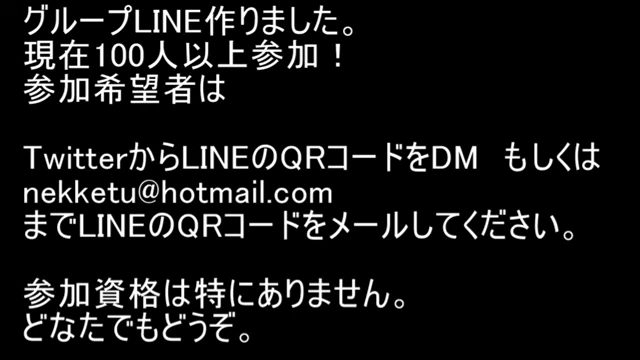 グループLINE作りました。
現在100人以上参加！
参加希望者は
TwitterからLINEのQRコードをDM　もしくは
nekketu@hotmail.com
までLINEのQRコードをメールしてください。
参加資格は特にありません。
どなたでもどうぞ。